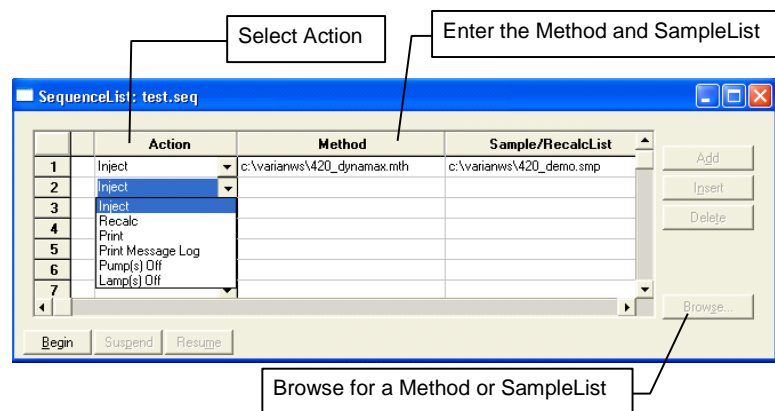 Select Action
Enter the Method and SampleList
SequenceList: test.seq
Action Method Sample/RecalcList
Add
1 Inject c:\varianws\420_dynamax.mth c:\varianws\420_demo.smp
2 Inject
Insert
3 Inject
Delete
Recalc
4
Print
5 Print Message Log
6 Pump(s) Off
Lamp(s) Off
7
Browse...
Begin Suspend Resume
Browse for a Method or SampleList